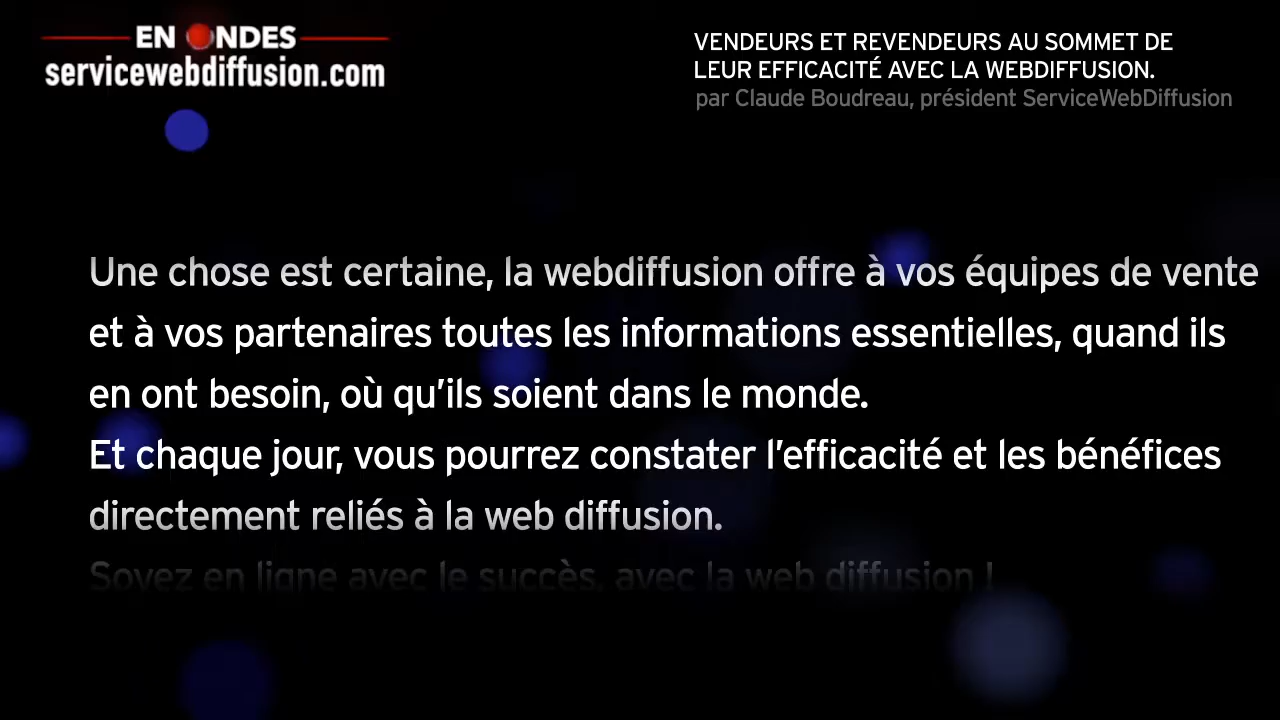 EN ONDES
servicewebdiffusion.com
VENDEURS ET REVENDEURS AU SOMMET DE
LEUR EFFICACITÉ AVEC LA WEBDIFFUSION.
par Claude Boudreau, président ServiceWebDiffusion
Une chose est certaine, la webdiffusion offre à vos équipes de vente
et à vos partenaires toutes les informations essentielles, quand ils
en ont besoin, où qu'ils soient dans le monde.
Et chaque jour, vous pourrez constater l'efficacité et les bénéfices
directement reliés à la web diffusion.
Soyez en ligne avec le succès, avec la web diffusion !